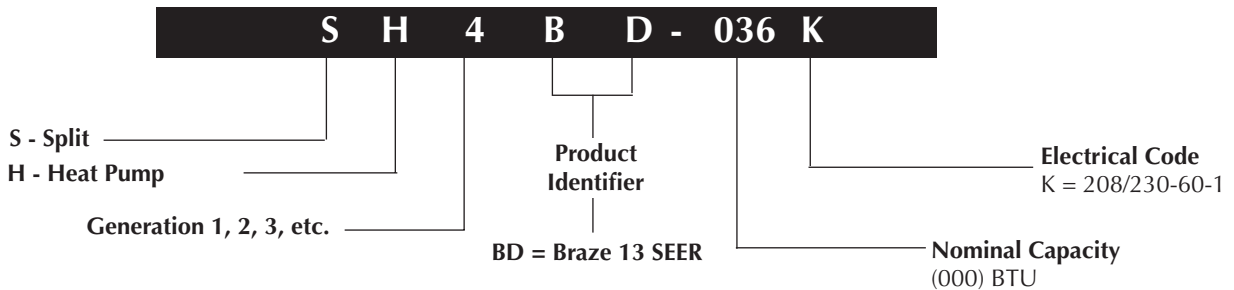 S H 4 B D - 036 K
S - Split
H - Heat Pump
Generation 1, 2, 3, etc.
Product
Identifier
BD = Braze 13 SEER
Electrical Code
K = 208/230-60-1
Nominal Capacity
(000) BTU